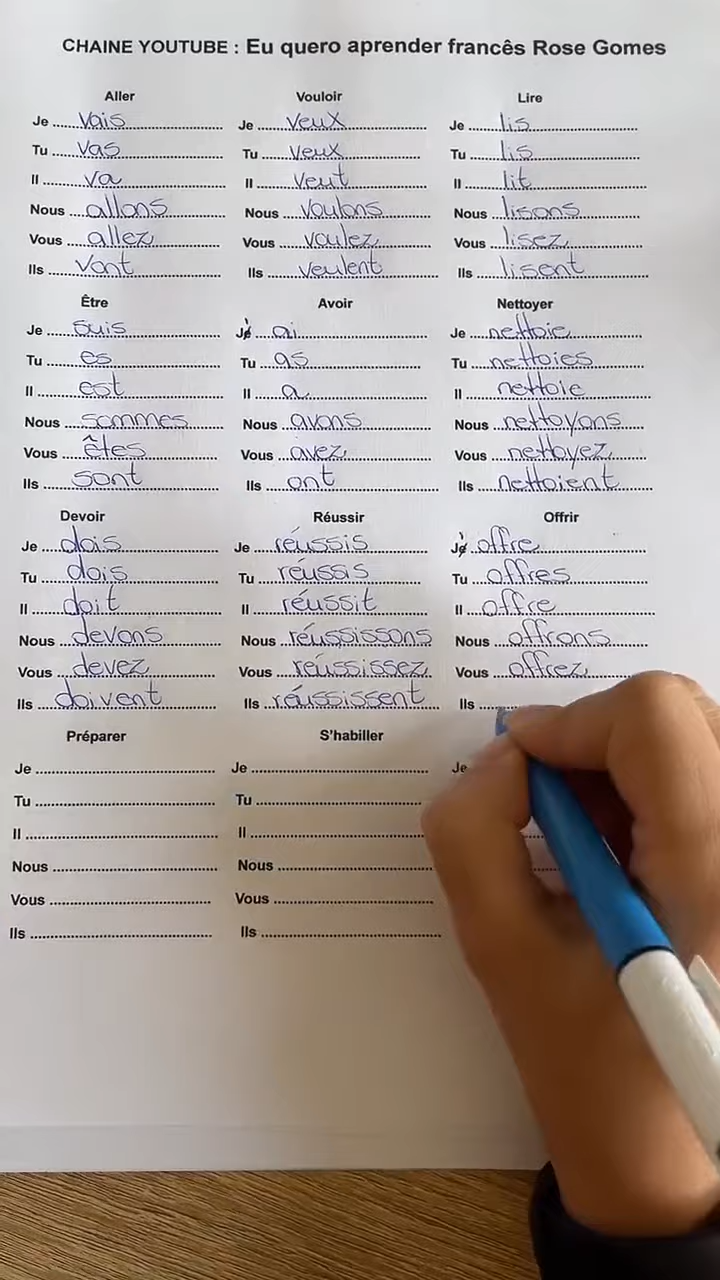 CHAINE YOUTUBE : Eu quero aprender francês Rose Gomes
Aller
Je vais
Tu vas
Il va
Nous allons
Vous allez
Ils vont
Vouloir
Je veux
Tu veux
Il veut
Nous voulons
Vous voulez
Ils veulent
Lire
Je lis
Tu lis
Il lit
Nous lisons
Vous lisez
Ils lisent
Être
Je suis
Tu es
Il est
Nous sommes
Vous êtes
Ils sont
Avoir
J' ai
Tu as
Il a
Nous avons
Vous avez
Ils ont
Nettoyer
Je nettoie
Tu nettoies
Il nettoie
Nous nettoyons
Vous nettoyez
Ils nettoient
Devoir
Je dois
Tu dois
Il doit
Nous devons
Vous devez
Ils doivent
Réussir
Je réussis
Tu réussis
Il réussit
Nous réussissons
Vous réussissez
Ils réussissent
Offrir
J' offre
Tu offres
Il offre
Nous offrons
Vous offrez
Ils
Préparer
Je
Tu
Il
Nous
Vous
Ils
S'habiller
Je
Tu
Il
Nous
Vous
Ils
Je